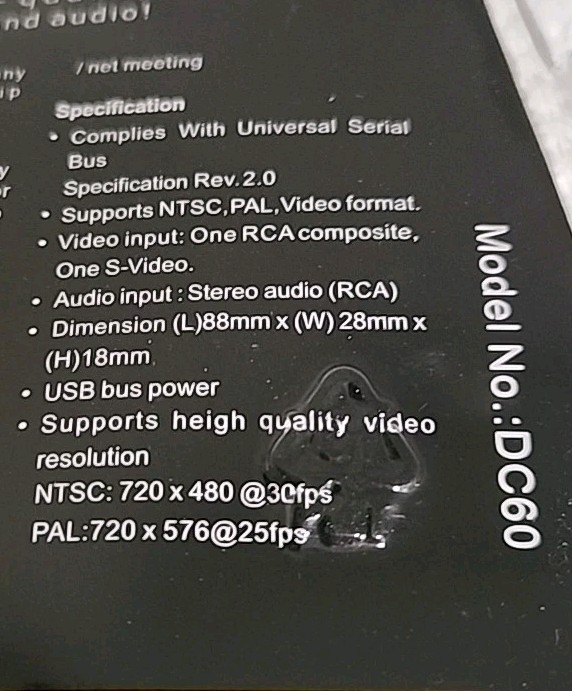 nd audio!
ny
ip
/ net meeting
Specification
• Complies With Universal Serial
Bus
Specification Rev.2.0
• Supports NTSC,PAL,Video format.
• Video input: One RCA composite,
One S-Video.
• Audio input : Stereo audio (RCA)
• Dimension (L)88mm x (W) 28mm x
(H)18mm
• USB bus power
• Supports heigh quality video
resolution
NTSC: 720 x 480 @30fps
PAL:720 x 576@25fps
Model No.:DC60